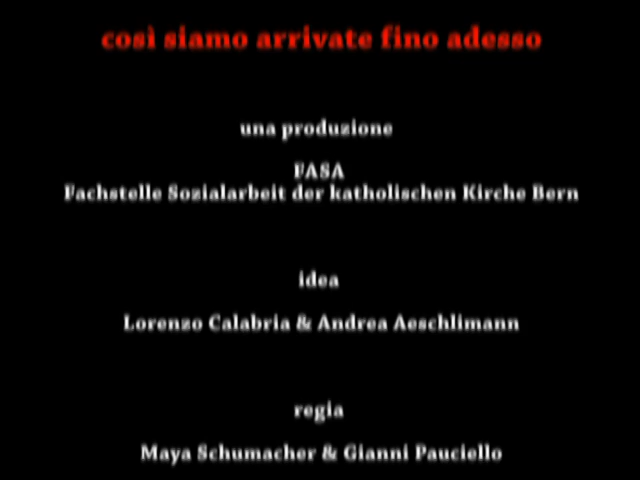 così siamo arrivate fino adesso
una produzione
FASA
Fachstelle Sozialarbeit der katholischen Kirche Bern
idea
Lorenzo Calabria & Andrea Aeschlimann
regia
Maya Schumacher & Gianni Pauciello